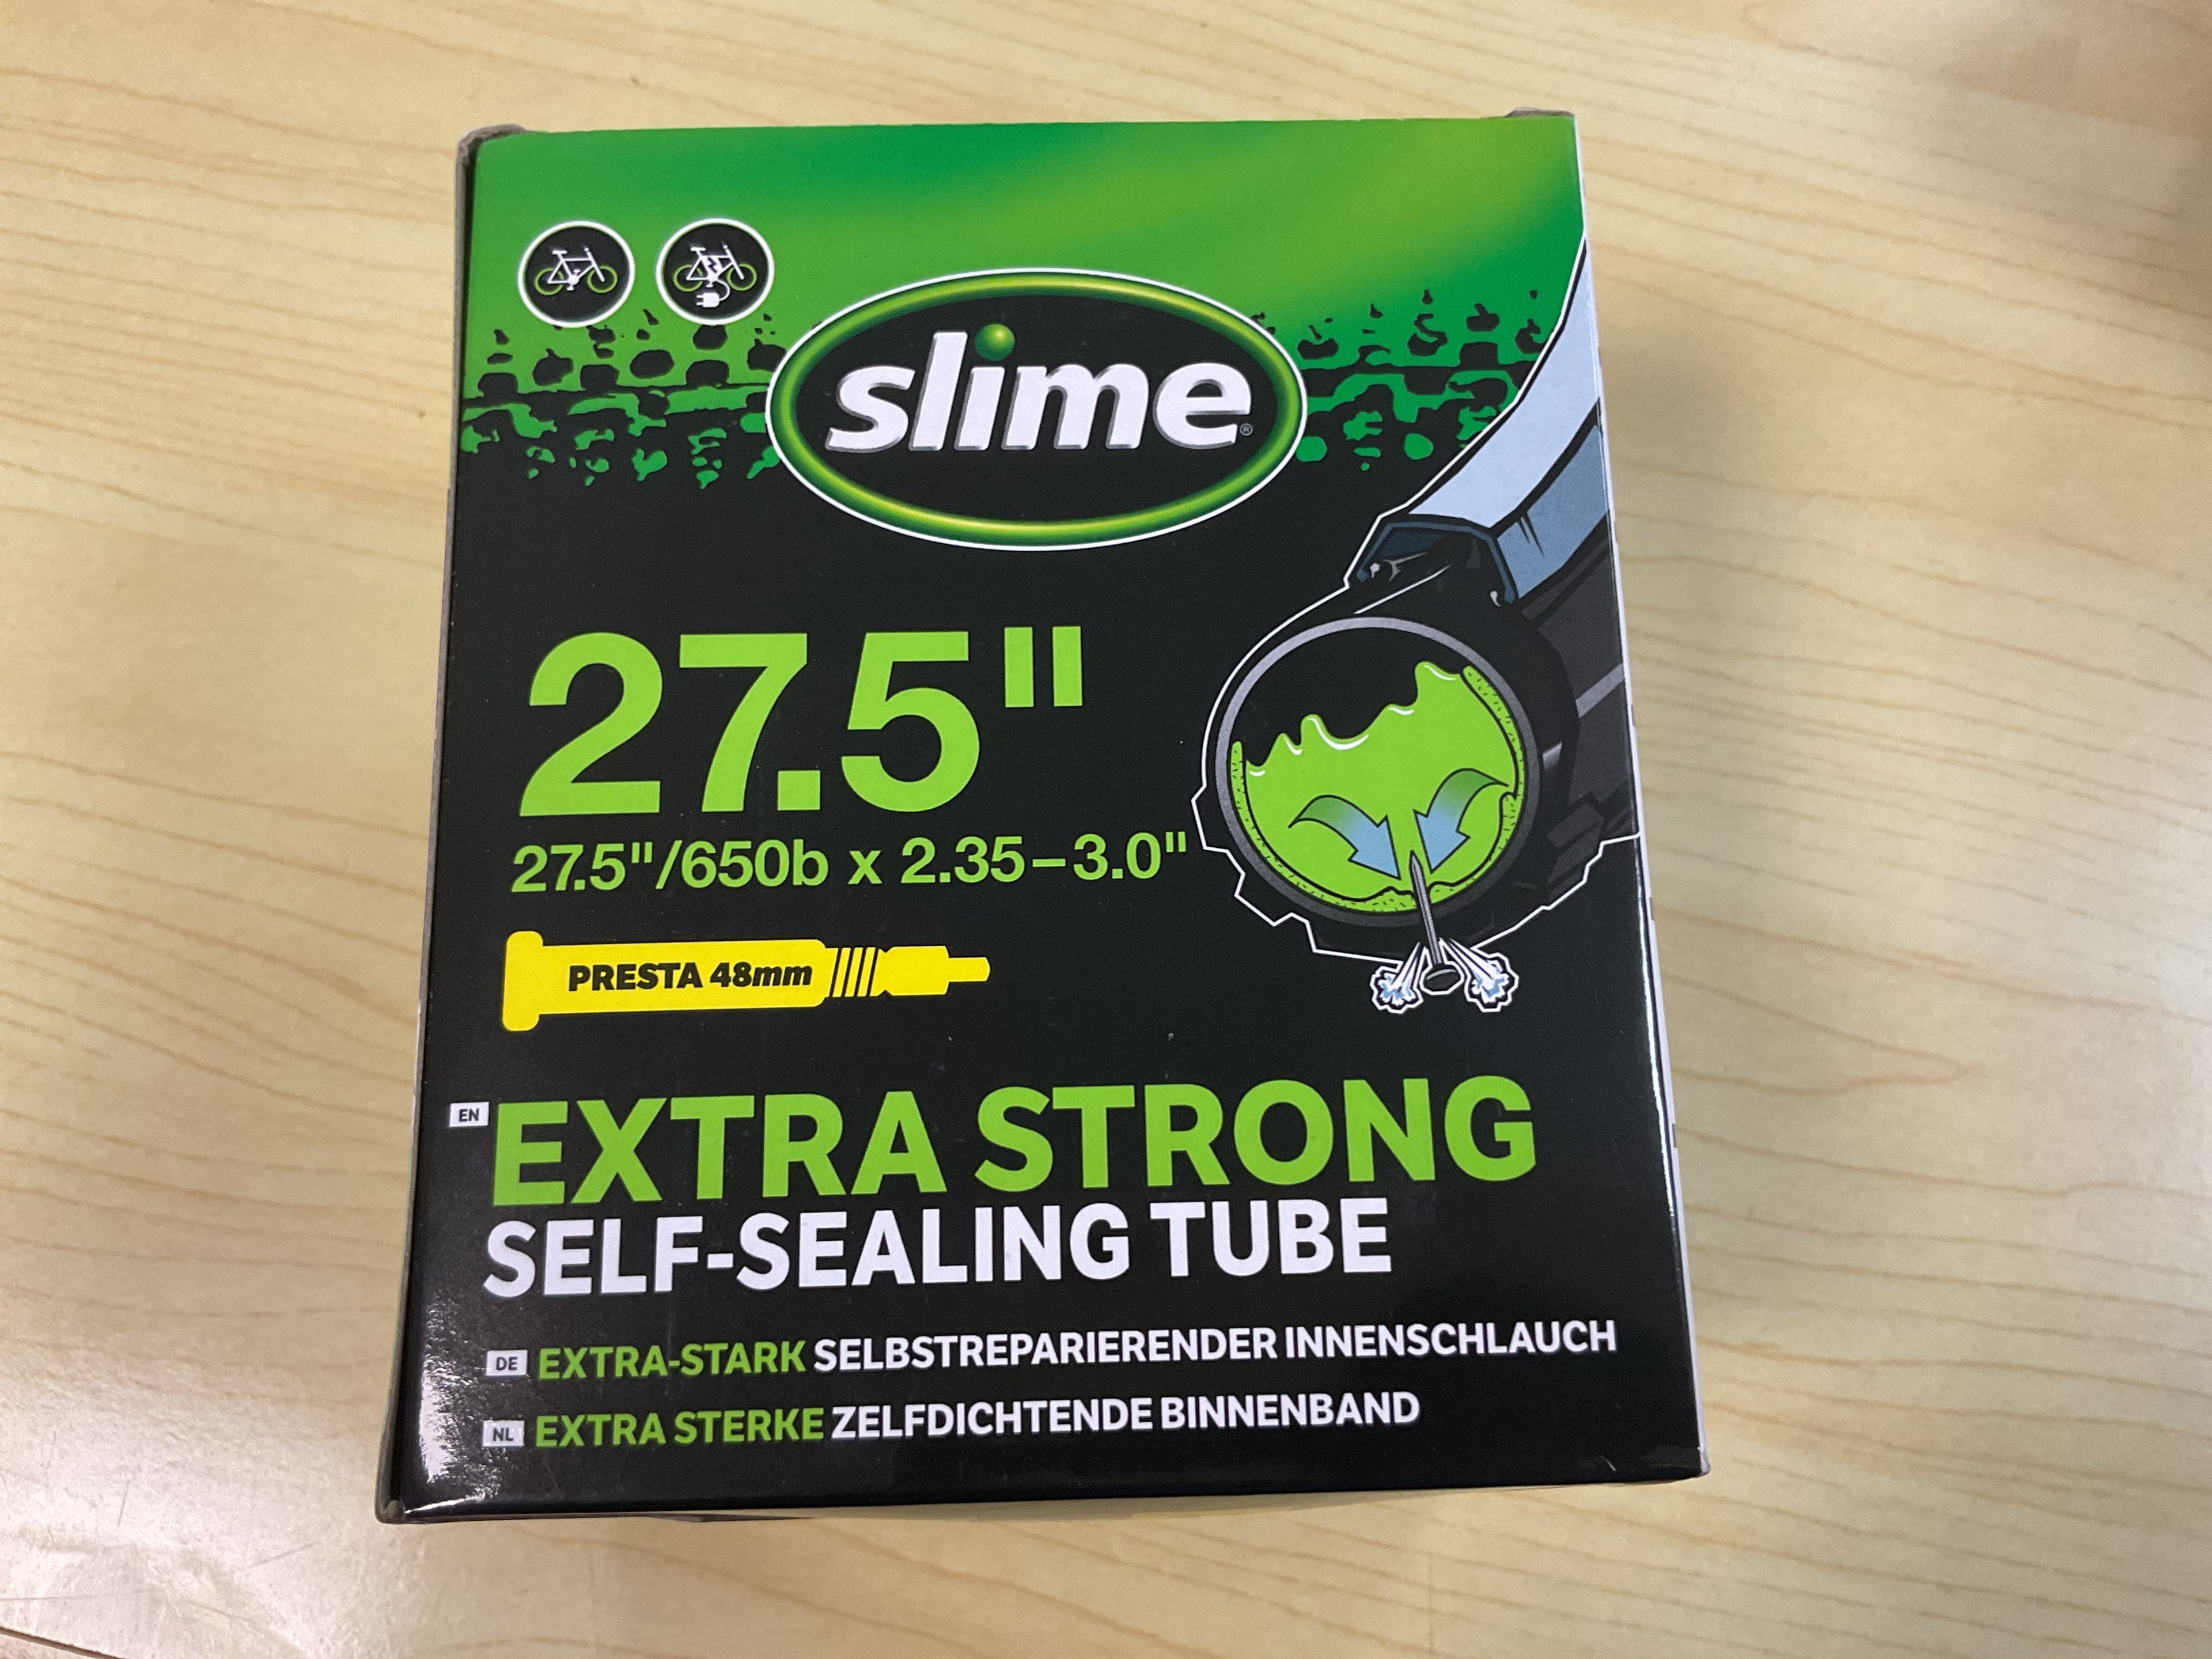 slime®
27.5"
27.5"/650b x 2.35–3.0"
PRESTA 48mm
EN EXTRA STRONG
SELF-SEALING TUBE
DE EXTRA-STARK SELBSTREPARIERENDER INNENSCHLAUCH
NL EXTRA STERKE ZELFDICHTENDE BINNENBAND